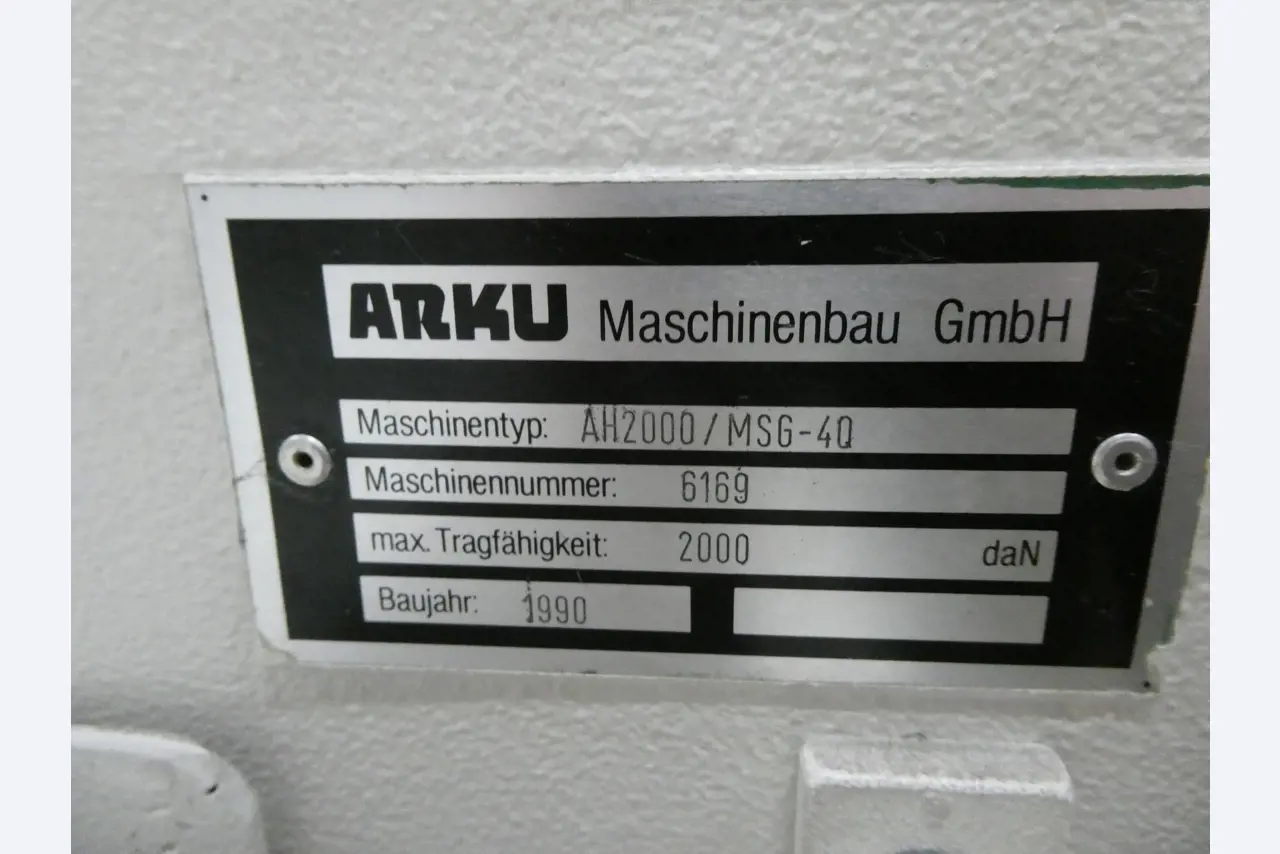 ARKU Maschinenbau GmbH
Maschinentyp: AH2000/MSG-4Q
Maschinennummer: 6169
max. Tragfähigkeit: 2000 daN
Baujahr: 1990